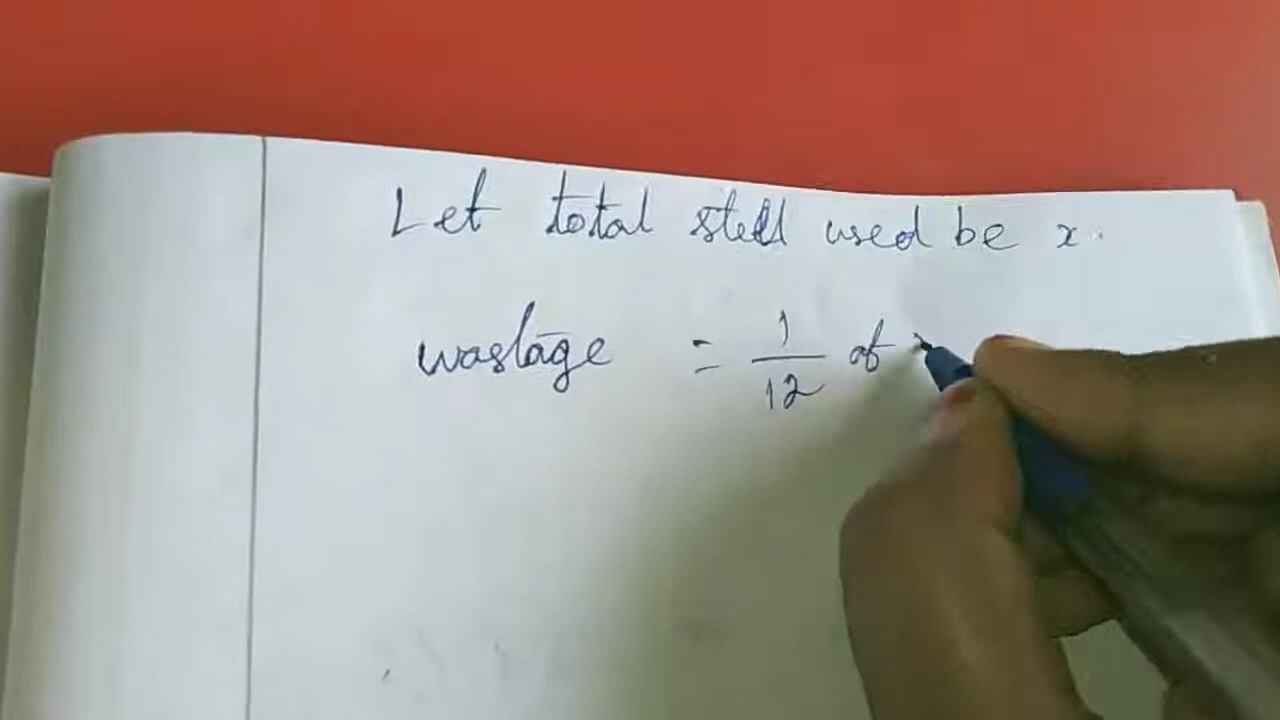 Let total steel used be x.
wastage = 1/12 of